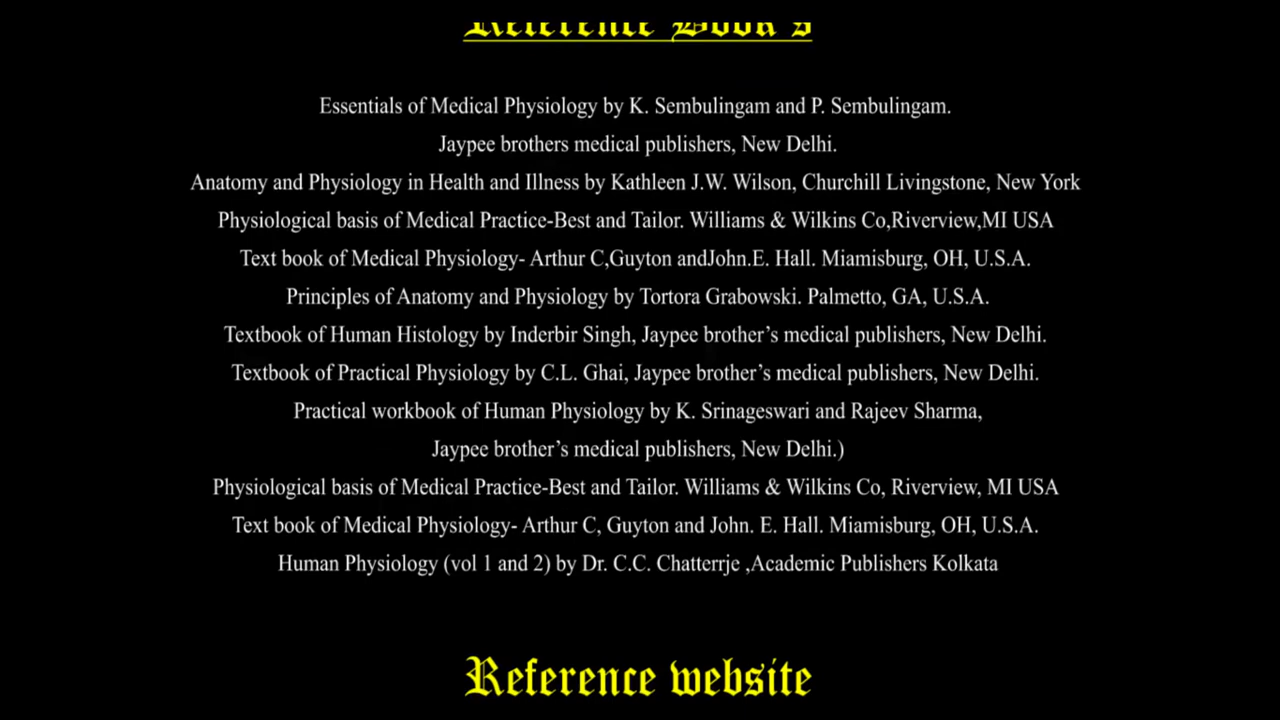 Reference Book's
Essentials of Medical Physiology by K. Sembulingam and P. Sembulingam.
Jaypee brothers medical publishers, New Delhi.
Anatomy and Physiology in Health and Illness by Kathleen J.W. Wilson, Churchill Livingstone, New York
Physiological basis of Medical Practice-Best and Tailor. Williams & Wilkins Co,Riverview,MI USA
Text book of Medical Physiology- Arthur C,Guyton andJohn.E. Hall. Miamisburg, OH, U.S.A.
Principles of Anatomy and Physiology by Tortora Grabowski. Palmetto, GA, U.S.A.
Textbook of Human Histology by Inderbir Singh, Jaypee brother’s medical publishers, New Delhi.
Textbook of Practical Physiology by C.L. Ghai, Jaypee brother’s medical publishers, New Delhi.
Practical workbook of Human Physiology by K. Srinageswari and Rajeev Sharma,
Jaypee brother’s medical publishers, New Delhi.)
Physiological basis of Medical Practice-Best and Tailor. Williams & Wilkins Co, Riverview, MI USA
Text book of Medical Physiology- Arthur C, Guyton and John. E. Hall. Miamisburg, OH, U.S.A.
Human Physiology (vol 1 and 2) by Dr. C.C. Chatterrje ,Academic Publishers Kolkata
Reference website